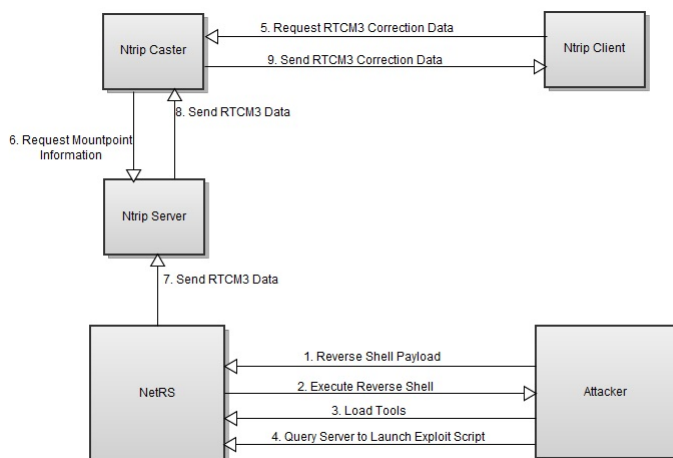 5. Request RTCM3 Correction Data
Ntrip Caster
Ntrip Client
9. Send RTCM3 Correction Data
8. Send RTCM3 Data
6. Request Mountpoint
Information
Ntrip Server
7. Send RTCM3 Data
1. Reverse Shell Payload
2. Execute Reverse Shell
NetRS
Attacker
3. Load Tools
4. Query Server to Launch Exploit Script